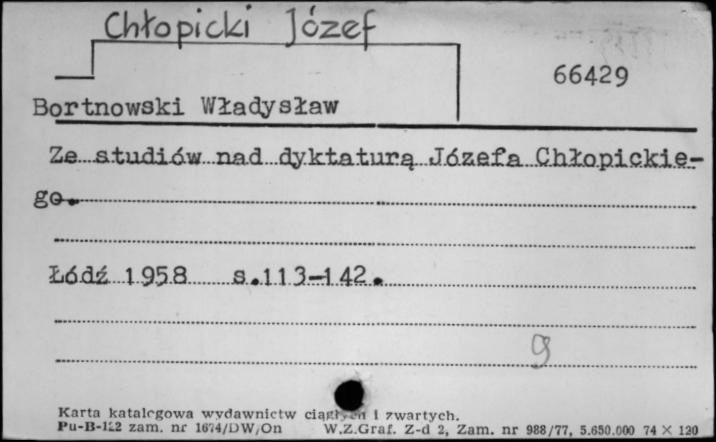 Chłopicki Józef
66429
Bortnowski Władysław
Ze studiów nad dyktaturą Józefa Chłopickie-
go.
Łódź 1958 s.113-142.
9
Karta katalogowa wydawnictw ciągłych i zwartych.
Pu-B-122 zam. nr 1674/DW/On W.Z.Graf. Z-d 2, Zam. nr 988/77, 5.650.000 74 × 120